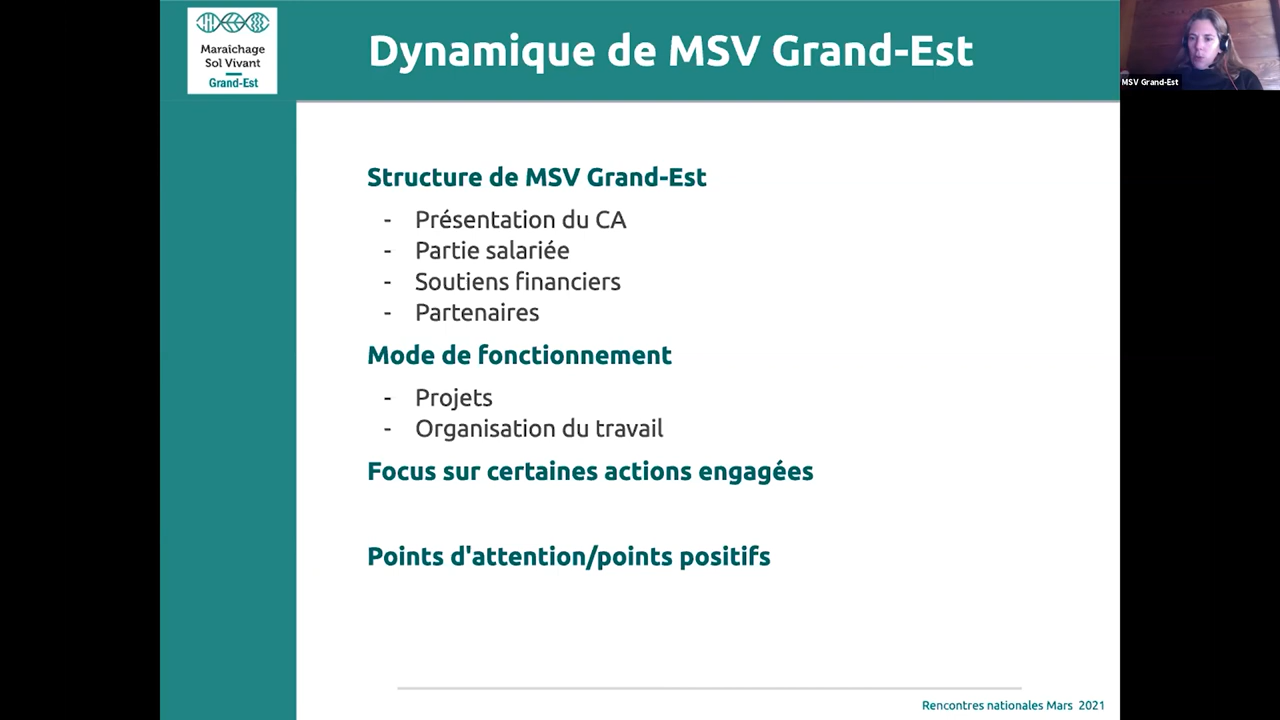 Maraîchage
Sol Vivant
Grand-Est
Dynamique de MSV Grand-Est
MSV Grand-Est
Structure de MSV Grand-Est
- Présentation du CA
- Partie salariée
- Soutiens financiers
- Partenaires
Mode de fonctionnement
- Projets
- Organisation du travail
Focus sur certaines actions engagées
Points d'attention/points positifs
Rencontres nationales Mars 2021